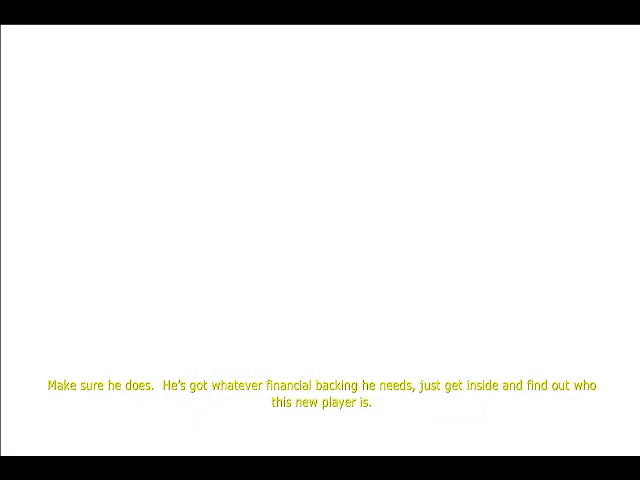 Make sure he does.  He's got whatever financial backing he needs, just get inside and find out who
this new player is.